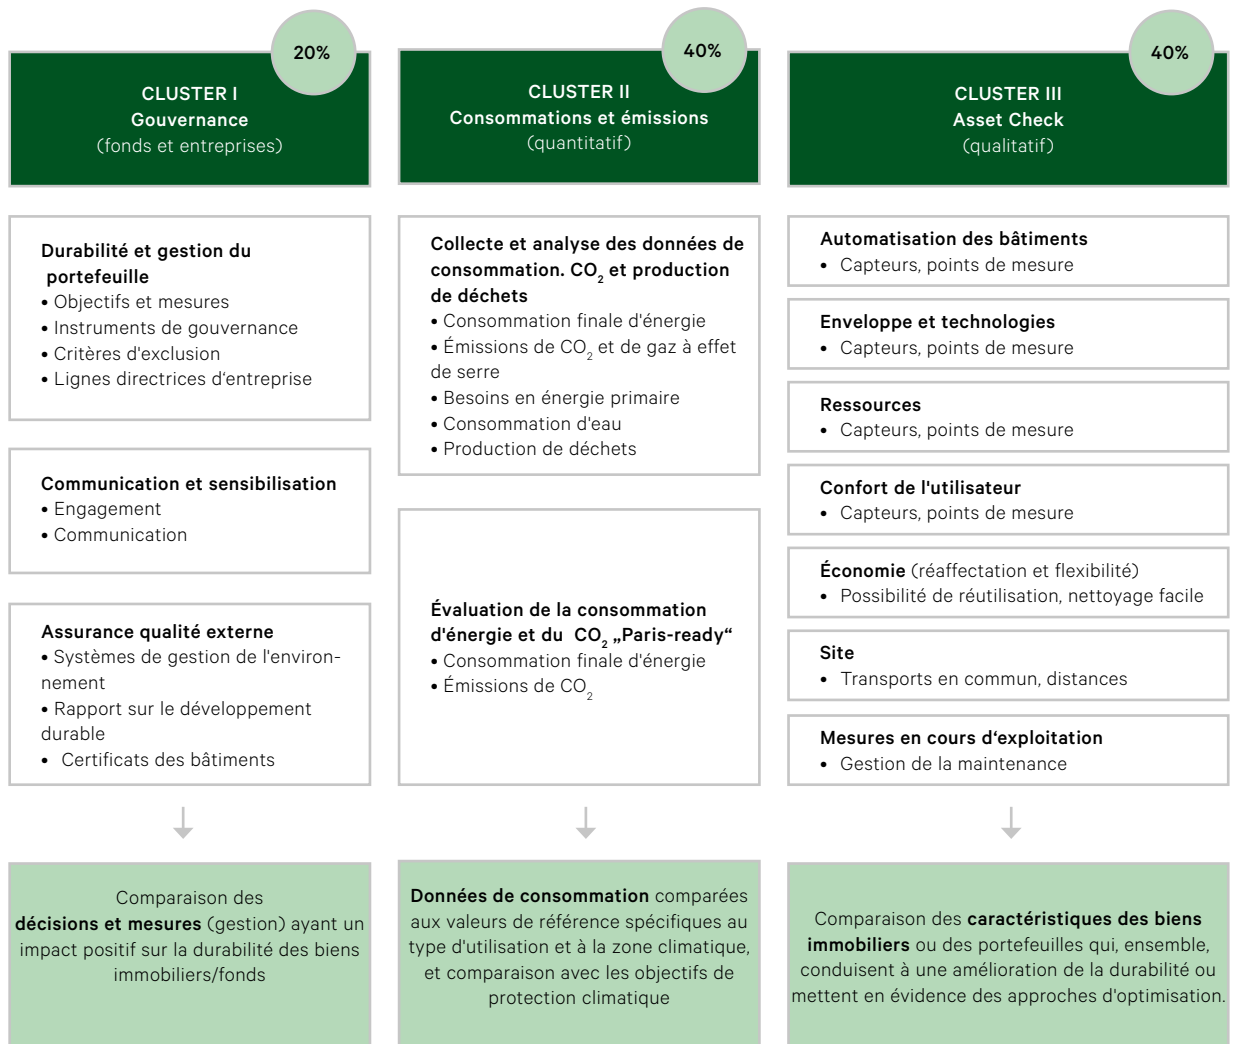 20%
CLUSTER I
Gouvernance
(fonds et entreprises)
Durabilité et gestion du
portefeuille
• Objectifs et mesures
• Instruments de gouvernance
• Critères d'exclusion
• Lignes directrices d‘entreprise
Communication et sensibilisation
• Engagement
• Communication
Assurance qualité externe
• Systèmes de gestion de l'environ-
nement
• Rapport sur le développement
durable
• Certificats des bâtiments
Comparaison des
décisions et mesures (gestion) ayant un
impact positif sur la durabilité des biens
immobiliers/fonds
40%
CLUSTER II
Consommations et émissions
(quantitatif)
Collecte et analyse des données de
consommation. CO₂ et production
de déchets
• Consommation finale d'énergie
• Émissions de CO₂ et de gaz à effet
de serre
• Besoins en énergie primaire
• Consommation d'eau
• Production de déchets
Évaluation de la consommation
d'énergie et du CO₂ „Paris-ready“
• Consommation finale d'énergie
• Émissions de CO₂
Données de consommation comparées
aux valeurs de référence spécifiques au
type d'utilisation et à la zone climatique,
et comparaison avec les objectifs de
protection climatique
40%
CLUSTER III
Asset Check
(qualitatif)
Automatisation des bâtiments
• Capteurs, points de mesure
Enveloppe et technologies
• Capteurs, points de mesure
Ressources
• Capteurs, points de mesure
Confort de l'utilisateur
• Capteurs, points de mesure
Économie (réaffectation et flexibilité)
• Possibilité de réutilisation, nettoyage facile
Site
• Transports en commun, distances
Mesures en cours d‘exploitation
• Gestion de la maintenance
Comparaison des caractéristiques des biens
immobiliers ou des portefeuilles qui, ensemble,
conduisent à une amélioration de la durabilité ou
mettent en évidence des approches d'optimisation.